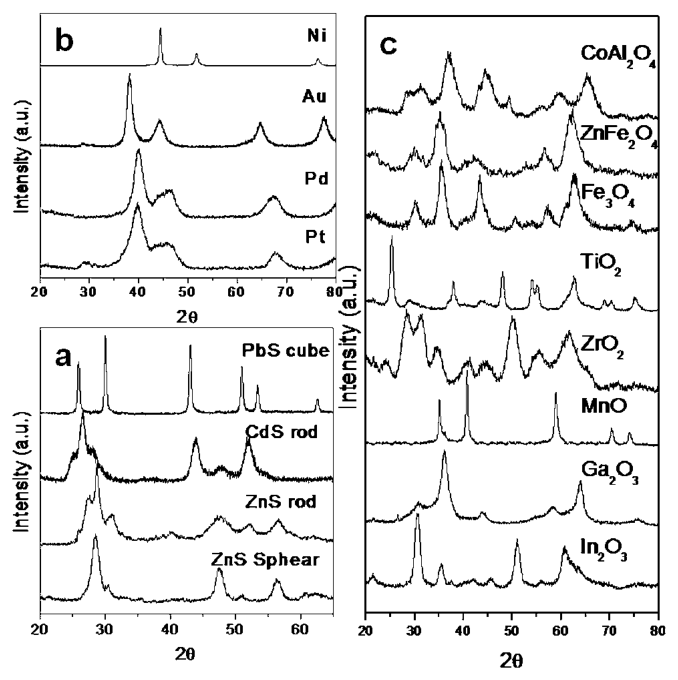 b
Ni
Au
Pd
Pt
Intensity (a.u.)
20 30 40 50 60 70 80
2θ
a
PbS cube
CdS rod
ZnS rod
ZnS Sphear
Intensity (a.u.)
20 30 40 50 60
2θ
c
CoAl₂O₄
ZnFe₂O₄
Fe₃O₄
TiO₂
ZrO₂
MnO
Ga₂O₃
In₂O₃
Intensity (a.u.)
20 30 40 50 60 70 80
2θ